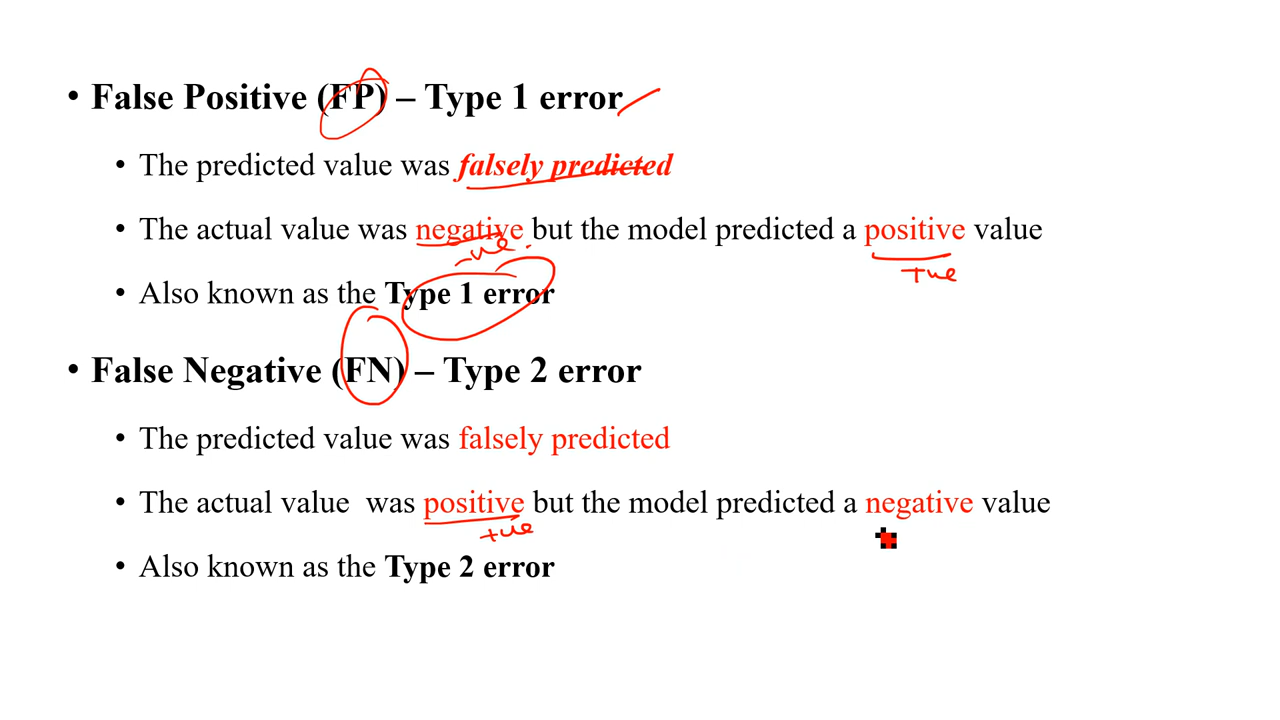 • False Positive (FP) – Type 1 error
• The predicted value was falsely predicted
• The actual value was negative but the model predicted a positive value
-ve
+ve
• Also known as the Type 1 error
• False Negative (FN) – Type 2 error
• The predicted value was falsely predicted
• The actual value was positive but the model predicted a negative value
+ve
• Also known as the Type 2 error